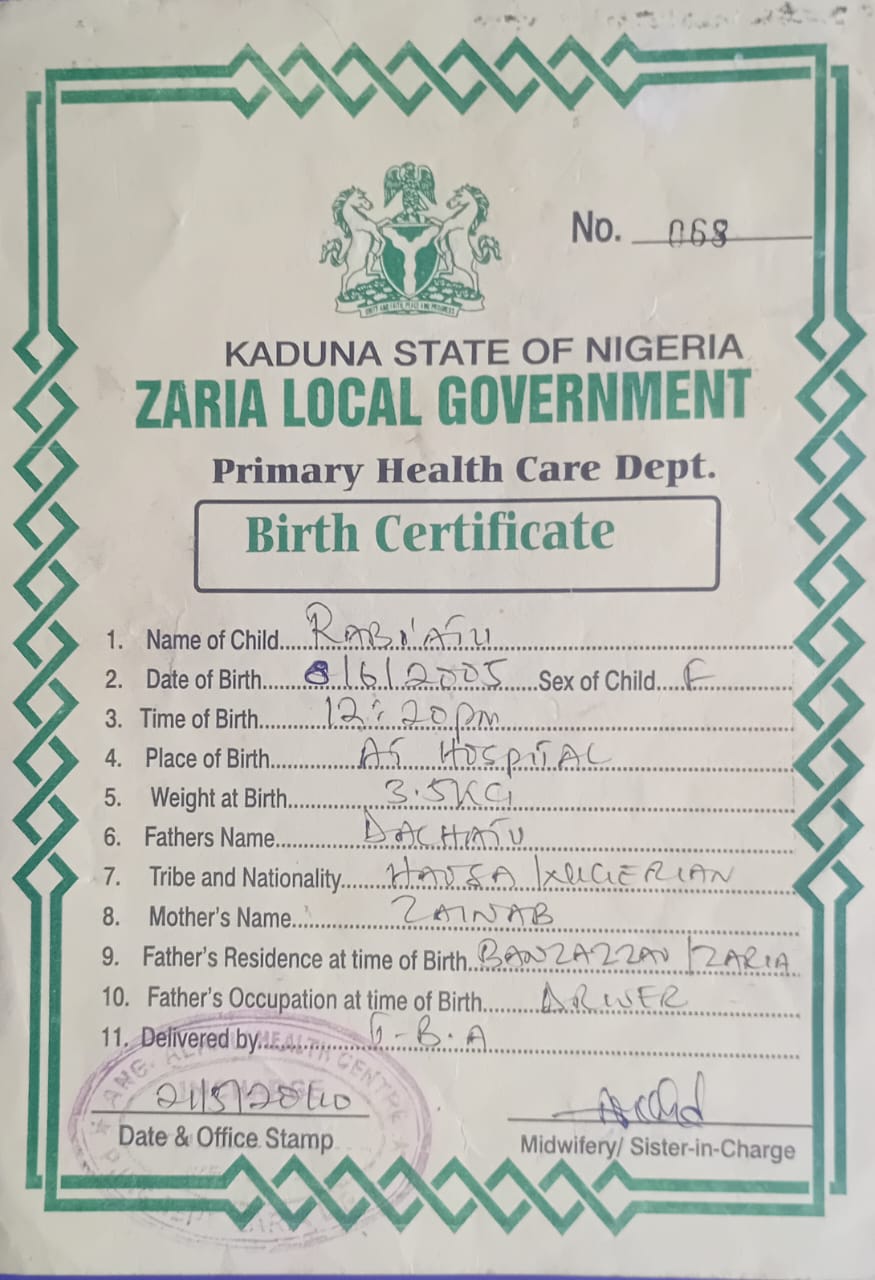 No. 068
KADUNA STATE OF NIGERIA
ZARIA LOCAL GOVERNMENT
Primary Health Care Dept.
Birth Certificate
1. Name of Child....RABI'ATU
2. Date of Birth....8/6/2005....Sex of Child....F
3. Time of Birth....12:20pm
4. Place of Birth....AT HOSPITAL
5. Weight at Birth....3.5KG
6. Fathers Name....DACHATU
7. Tribe and Nationality....HAUSA / NIGERIAN
8. Mother's Name....ZAINAB
9. Father's Residence at time of Birth..BANZAZZAU / ZARIA
10. Father's Occupation at time of Birth....DRIVER
11. Delivered by....T-B.A
HEALTH CENTRE
IN CHARGE
Date & Office Stamp
Midwifery/ Sister-in-Charge